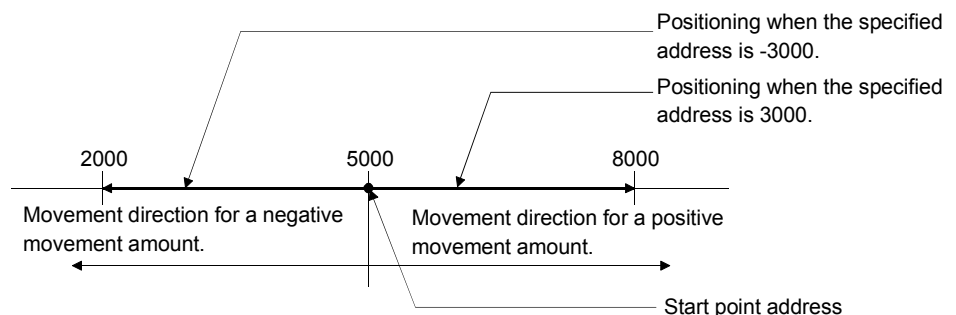 Positioning when the specified
address is -3000.
Positioning when the specified
address is 3000.
2000 5000 8000
Movement direction for a negative
movement amount.
Movement direction for a positive
movement amount.
Start point address